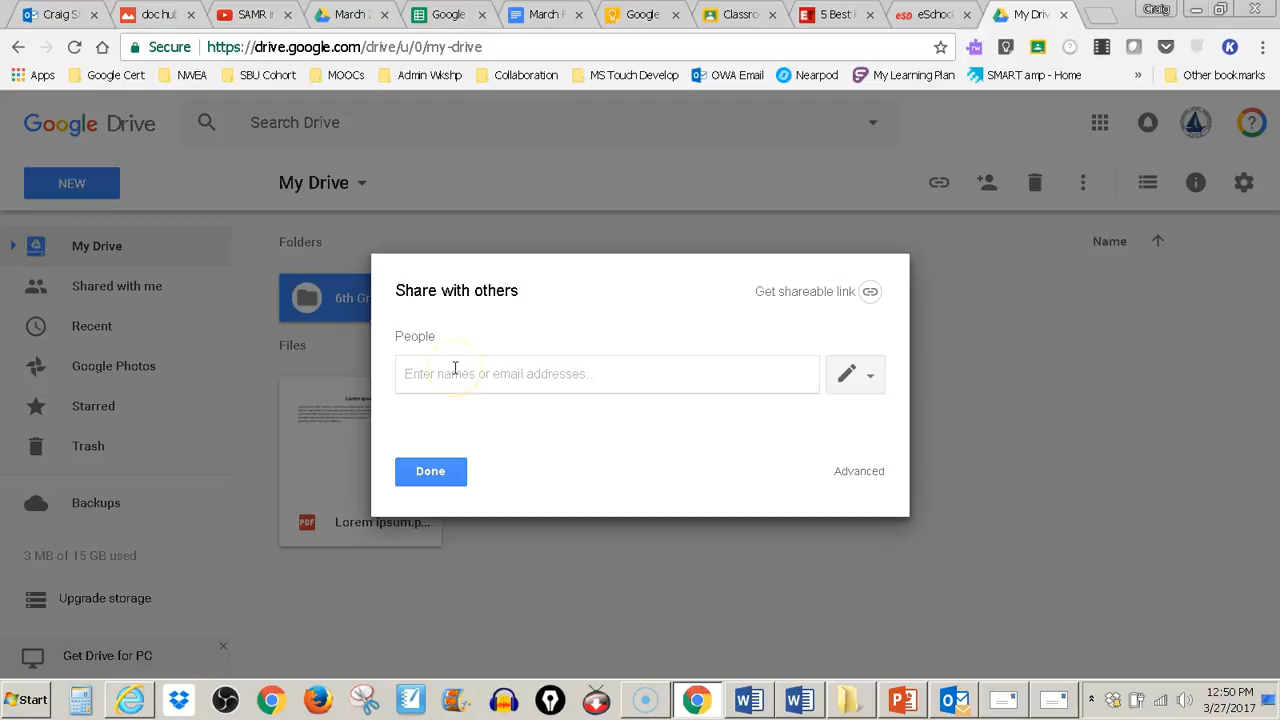 Craig S
doc hub
SAMR in
March
Google
March F
Google
Classro
5 Best
eSchool
My Driv
Craig
Secure
https://drive.google.com/drive/u/0/my-drive
Apps
Google Cert
NWEA
SBU Cohort
MOOCs
Admin Wkshp
Collaboration
MS Touch Develop
OWA Email
Nearpod
My Learning Plan
SMART amp - Home
»
Other bookmarks
Google Drive
Search Drive
NEW
My Drive
My Drive
Shared with me
Recent
Google Photos
Starred
Trash
Backups
3 MB of 15 GB used
Upgrade storage
Get Drive for PC
Folders
Name
6th Gr
Files
PDF
Lorem ipsum.p...
Share with others
Get shareable link
People
Enter names or email addresses...
Done
Advanced
Start
12:50 PM
3/27/2017